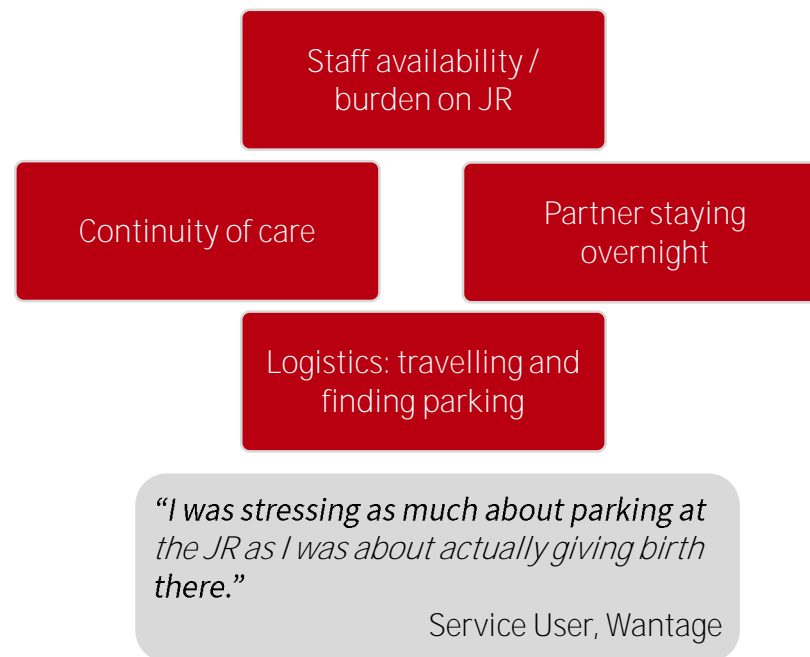 Staff availability /
burden on JR
Continuity of care
Partner staying
overnight
Logistics: travelling and
finding parking
“I was stressing as much about parking at
the JR as I was about actually giving birth
there.”
Service User, Wantage